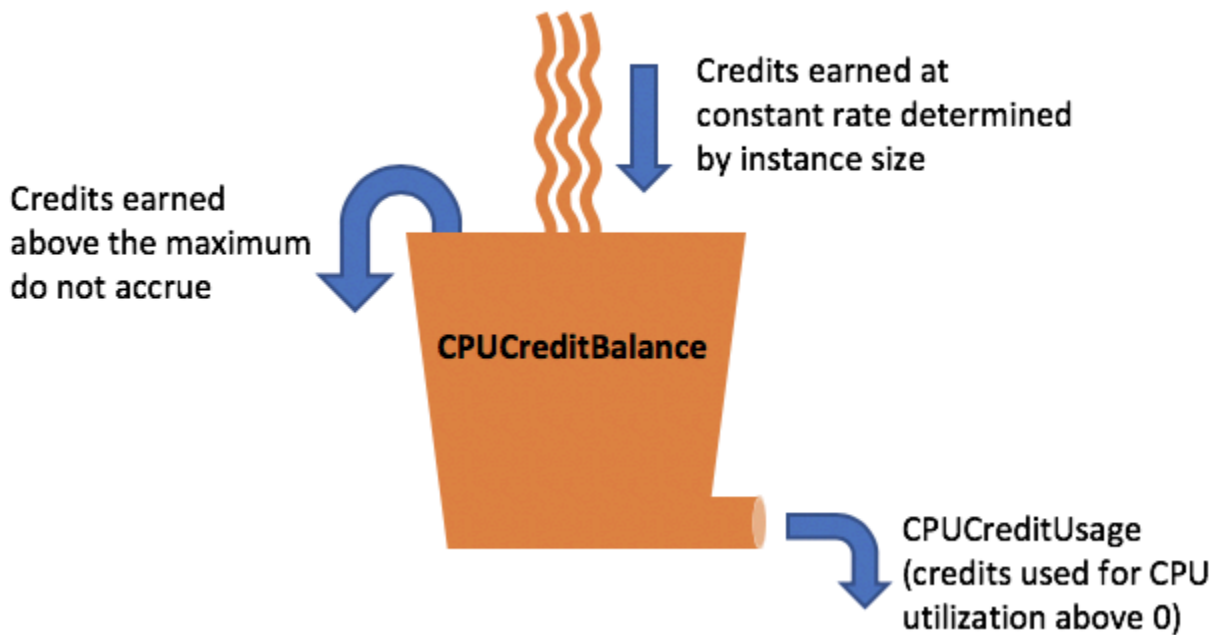 Credits earned at
constant rate determined
by instance size
Credits earned
above the maximum
do not accrue
CPUCreditBalance
CPUCreditUsage
(credits used for CPU
utilization above 0)